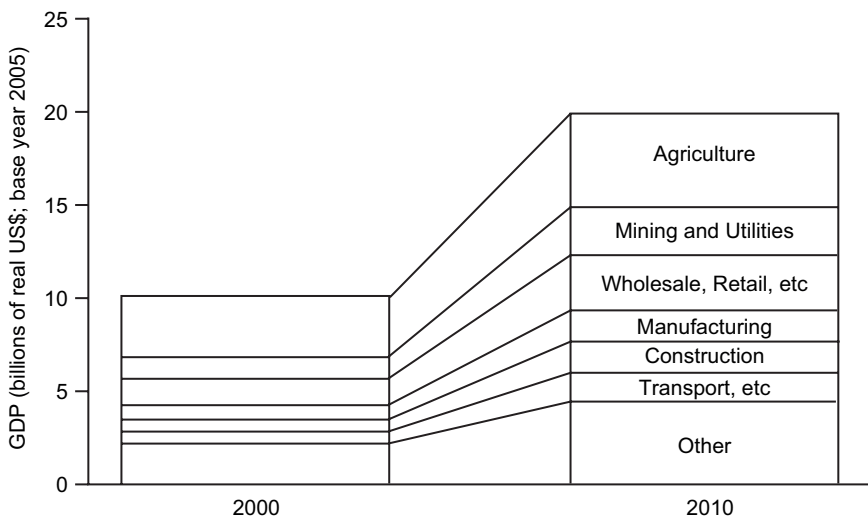 GDP (billions of real US$; base year 2005)
25
20
15
10
5
0
Agriculture
Mining and Utilities
Wholesale, Retail, etc
Manufacturing
Construction
Transport, etc
Other
2000
2010